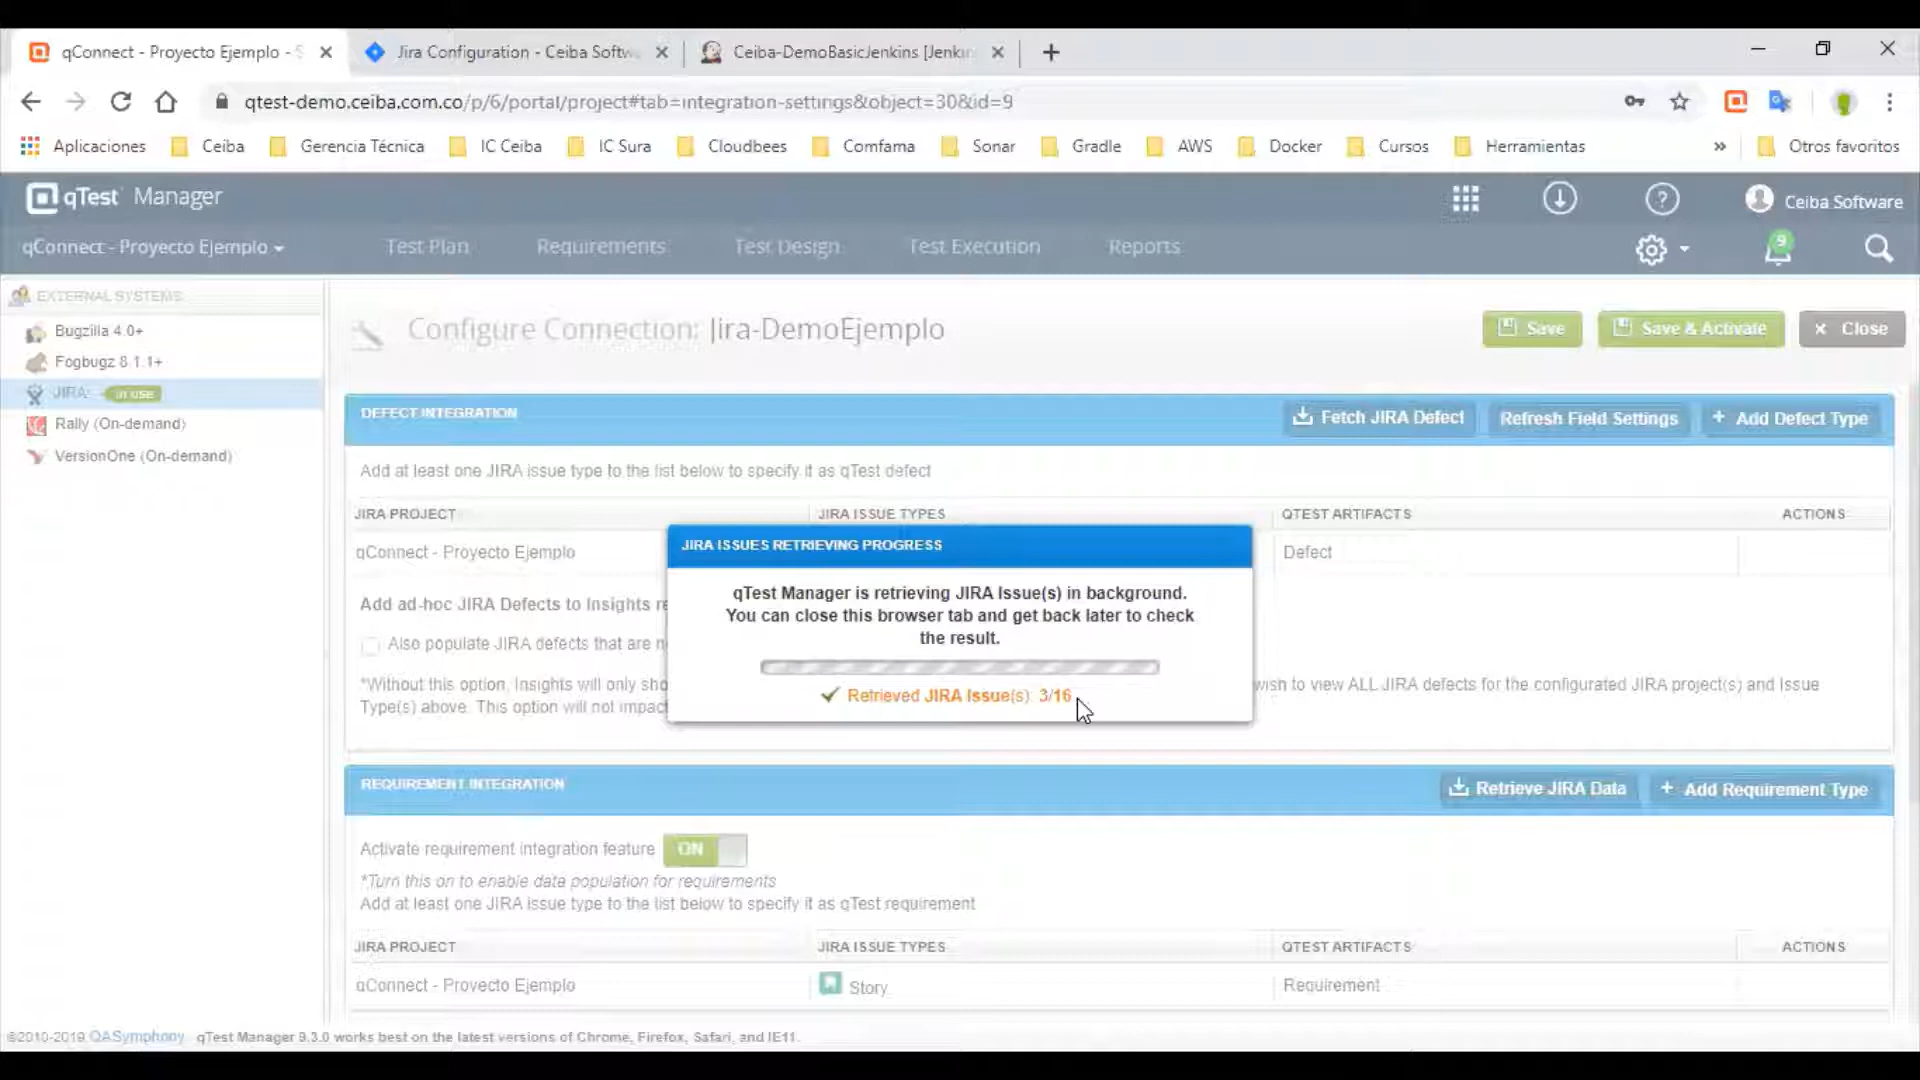 qConnect - Proyecto Ejemplo - S
Jira Configuration - Ceiba Softw
Ceiba-DemoBasicJenkins [Jenki
qtest-demo.ceiba.com.co/p/6/portal/project#tab=integration-settings&object=30&id=9
Aplicaciones Ceiba Gerencia Técnica IC Ceiba IC Sura Cloudbees Comfama Sonar Gradle AWS Docker Cursos Herramientas » Otros favoritos
qTest Manager
Ceiba Software
qConnect - Proyecto Ejemplo Test Plan Requirements Test Design Test Execution Reports
9
EXTERNAL SYSTEMS
Bugzilla 4.0+
Fogbugz 8.1.1+
JIRA in use
Rally (On-demand)
VersionOne (On-demand)
Configure Connection: Jira-DemoEjemplo
Save Save & Activate × Close
DEFECT INTEGRATION Fetch JIRA Defect Refresh Field Settings + Add Defect Type
Add at least one JIRA issue type to the list below to specify it as qTest defect
JIRA PROJECT JIRA ISSUE TYPES QTEST ARTIFACTS ACTIONS
qConnect - Proyecto Ejemplo Defect
Add ad-hoc JIRA Defects to Insights re
Also populate JIRA defects that are n
*Without this option, Insights will only sho wish to view ALL JIRA defects for the configured JIRA project(s) and Issue
Type(s) above. This option will not impact
JIRA ISSUES RETRIEVING PROGRESS
qTest Manager is retrieving JIRA Issue(s) in background.
You can close this browser tab and get back later to check
the result.
Retrieved JIRA Issue(s): 3/16
REQUIREMENT INTEGRATION Retrieve JIRA Data + Add Requirement Type
Activate requirement integration feature ON
*Turn this on to enable data population for requirements
Add at least one JIRA issue type to the list below to specify it as qTest requirement
JIRA PROJECT JIRA ISSUE TYPES QTEST ARTIFACTS ACTIONS
qConnect - Proyecto Ejemplo Story Requirement
©2010-2019 QASymphony qTest Manager 9.3.0 works best on the latest versions of Chrome, Firefox, Safari, and IE11.